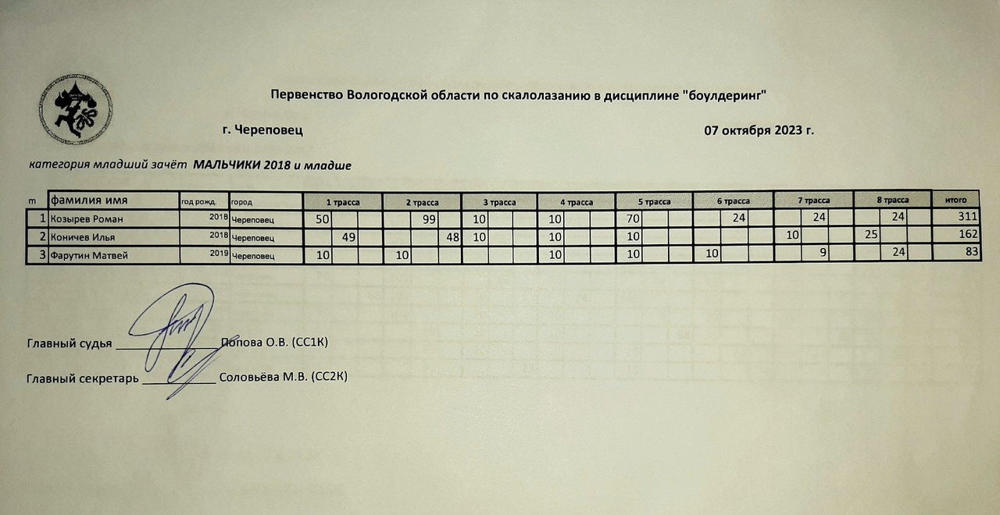 Первенство Вологодской области по скалолазанию в дисциплине "боулдеринг"
г. Череповец 07 октября 2023 г.
категория младший зачёт МАЛЬЧИКИ 2018 и младше
m фамилия имя год рожд. город 1 трасса 2 трасса 3 трасса 4 трасса 5 трасса 6 трасса 7 трасса 8 трасса итого
1 Козырев Роман 2018 Череповец 50 99 10 10 70 24 24 24 311
2 Коничев Илья 2018 Череповец 49 48 10 10 10 10 25 162
3 Фарутин Матвей 2019 Череповец 10 10 10 10 10 9 24 83
Главный судья Попова О.В. (СС1К)
Главный секретарь Соловьёва М.В. (СС2К)